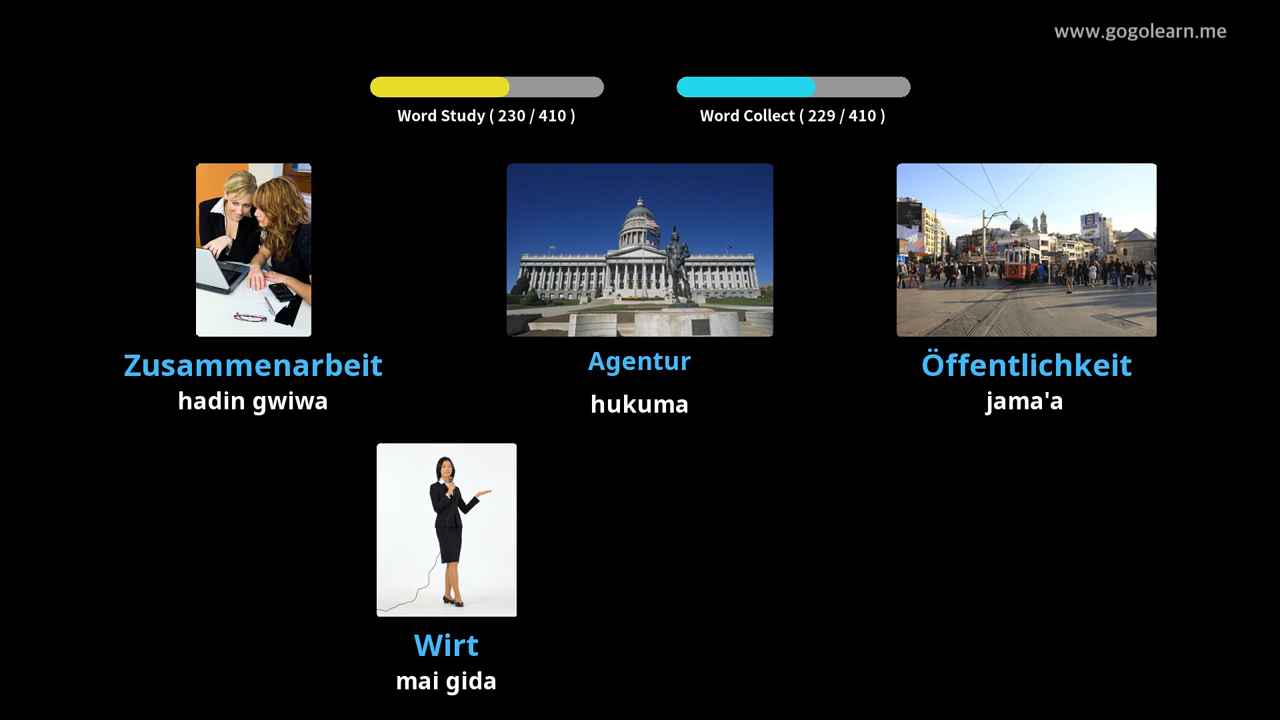 www.gogolearn.me
Word Study ( 230 / 410 )
Word Collect ( 229 / 410 )
Zusammenarbeit
hadin gwiwa
Agentur
hukuma
Öffentlichkeit
jama'a
Wirt
mai gida